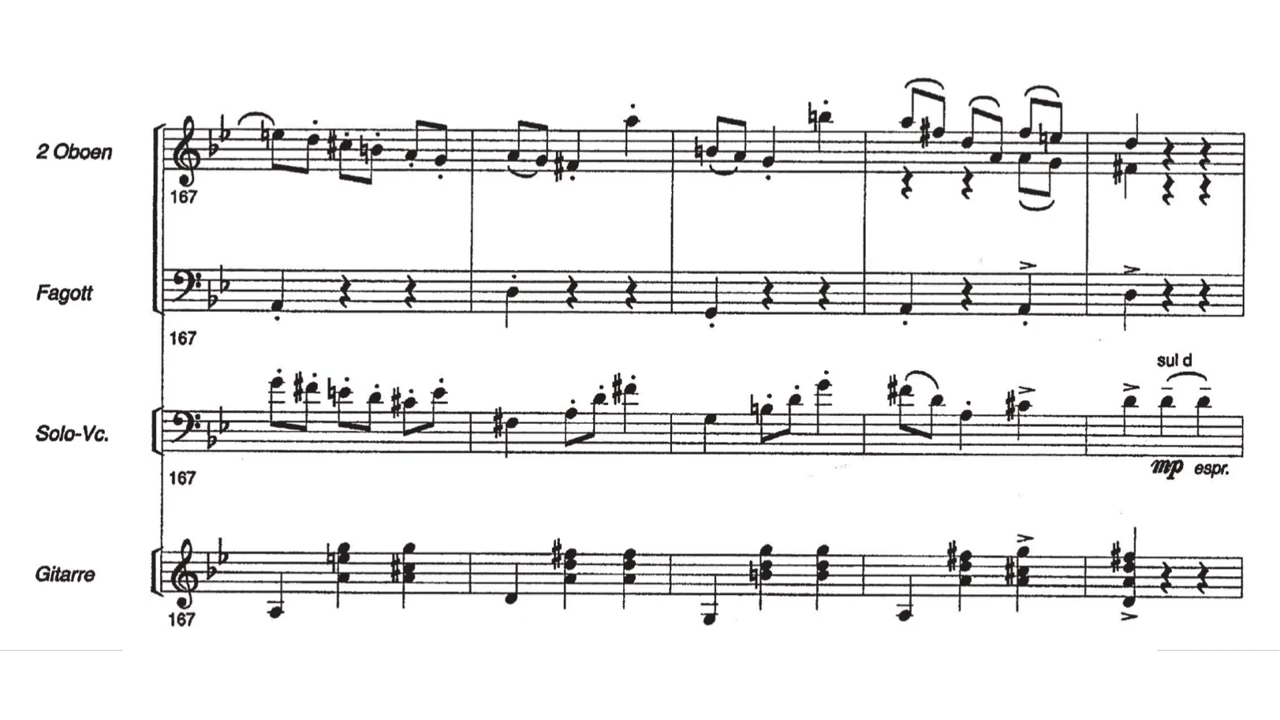 2 Oboen
167
Fagott
167
sul d
Solo-Vc.
mp espr.
167
Gitarre
167